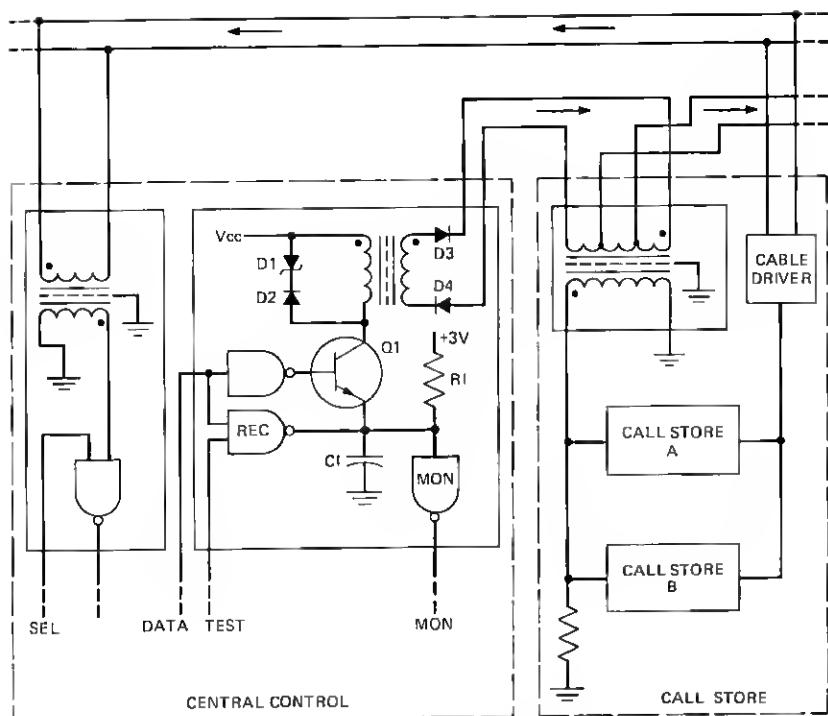 Vcc
D1
D2
D3
D4
+3V
Q1
R1
REC
C1
MON
CABLE
DRIVER
CALL STORE
A
CALL STORE
B
SEL
DATA
TEST
MON
CENTRAL CONTROL
CALL STORE